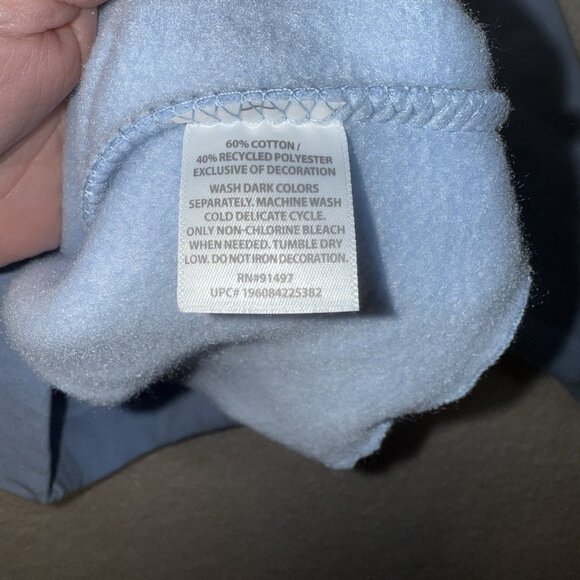 60% COTTON /
40% RECYCLED POLYESTER
EXCLUSIVE OF DECORATION
WASH DARK COLORS
SEPARATELY. MACHINE WASH
COLD DELICATE CYCLE.
ONLY NON-CHLORINE BLEACH
WHEN NEEDED. TUMBLE DRY
LOW. DO NOT IRON DECORATION.
RN#91497
UPC# 196084225382